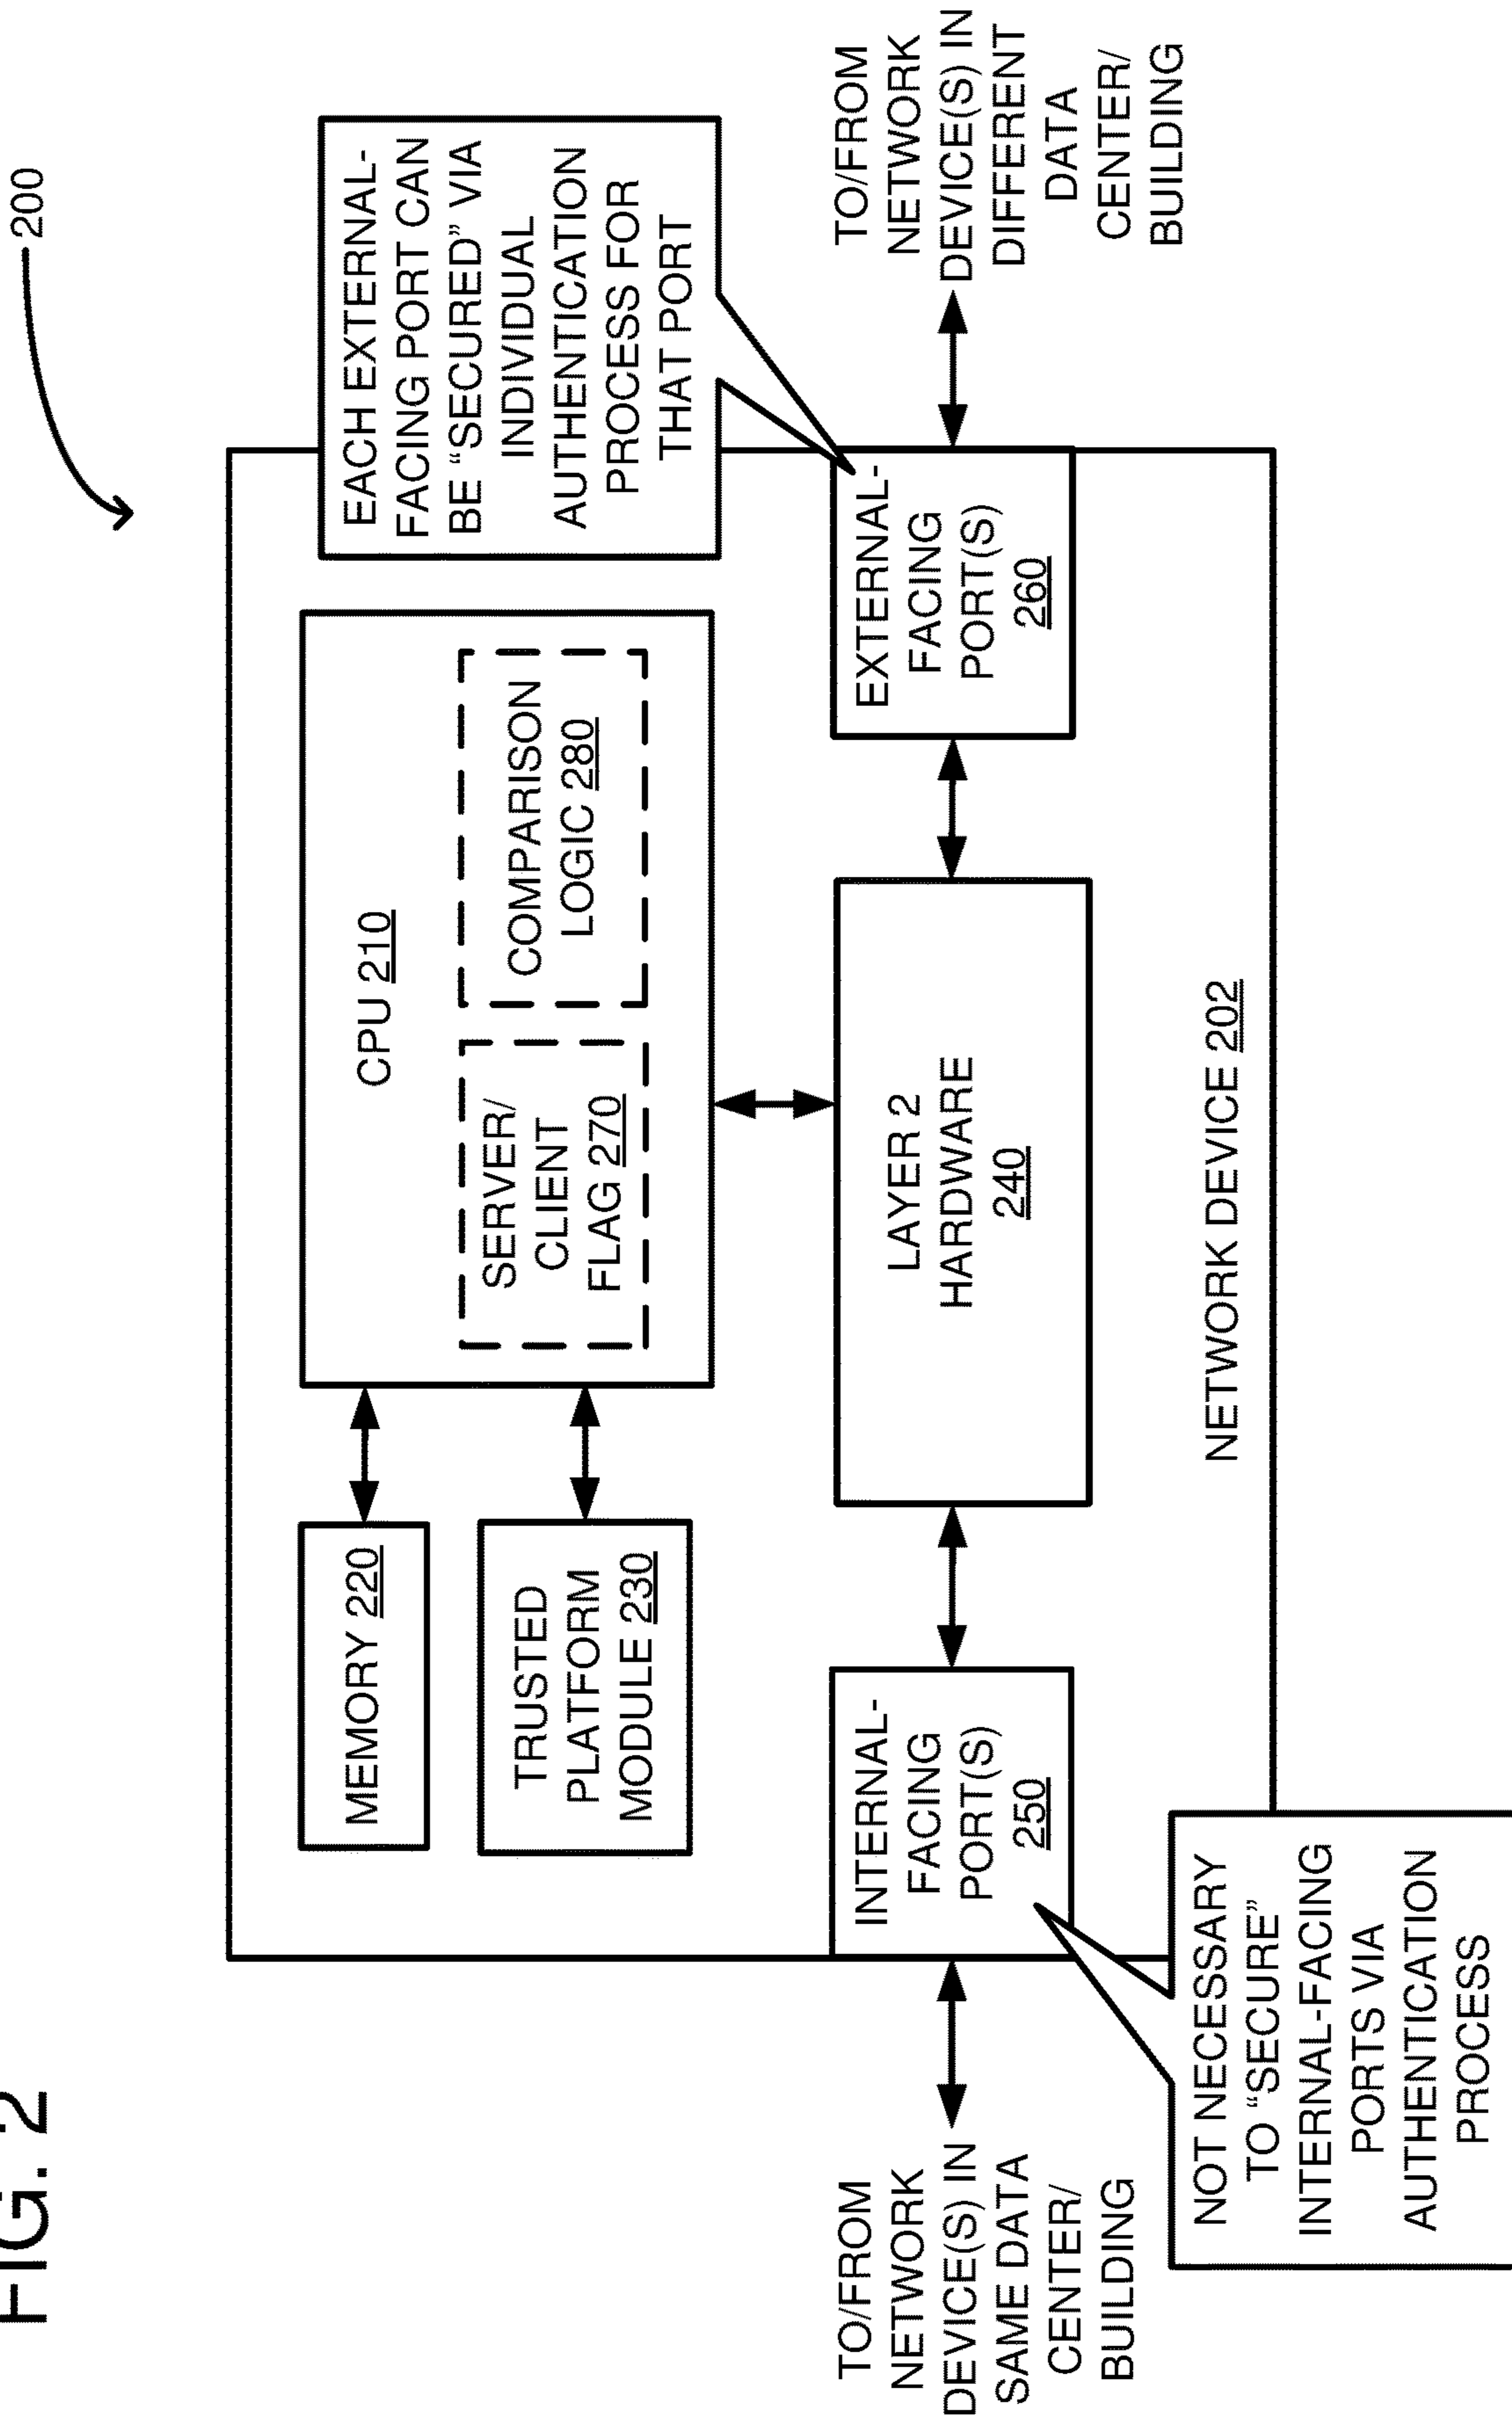 FIG. 2
200
EACH EXTERNAL-
FACING PORT CAN
BE “SECURED” VIA
INDIVIDUAL
AUTHENTICATION
PROCESS FOR
THAT PORT
MEMORY 220
TRUSTED
PLATFORM
MODULE 230
CPU 210
SERVER/
CLIENT
FLAG 270
COMPARISON
LOGIC 280
TO/FROM
NETWORK
DEVICE(S) IN
SAME DATA
CENTER/
BUILDING
INTERNAL-
FACING
PORT(S)
250
LAYER 2
HARDWARE
240
EXTERNAL-
FACING
PORT(S)
260
TO/FROM
NETWORK
DEVICE(S) IN
DIFFERENT
DATA
CENTER/
BUILDING
NETWORK DEVICE 202
NOT NECESSARY
TO “SECURE”
INTERNAL-FACING
PORTS VIA
AUTHENTICATION
PROCESS